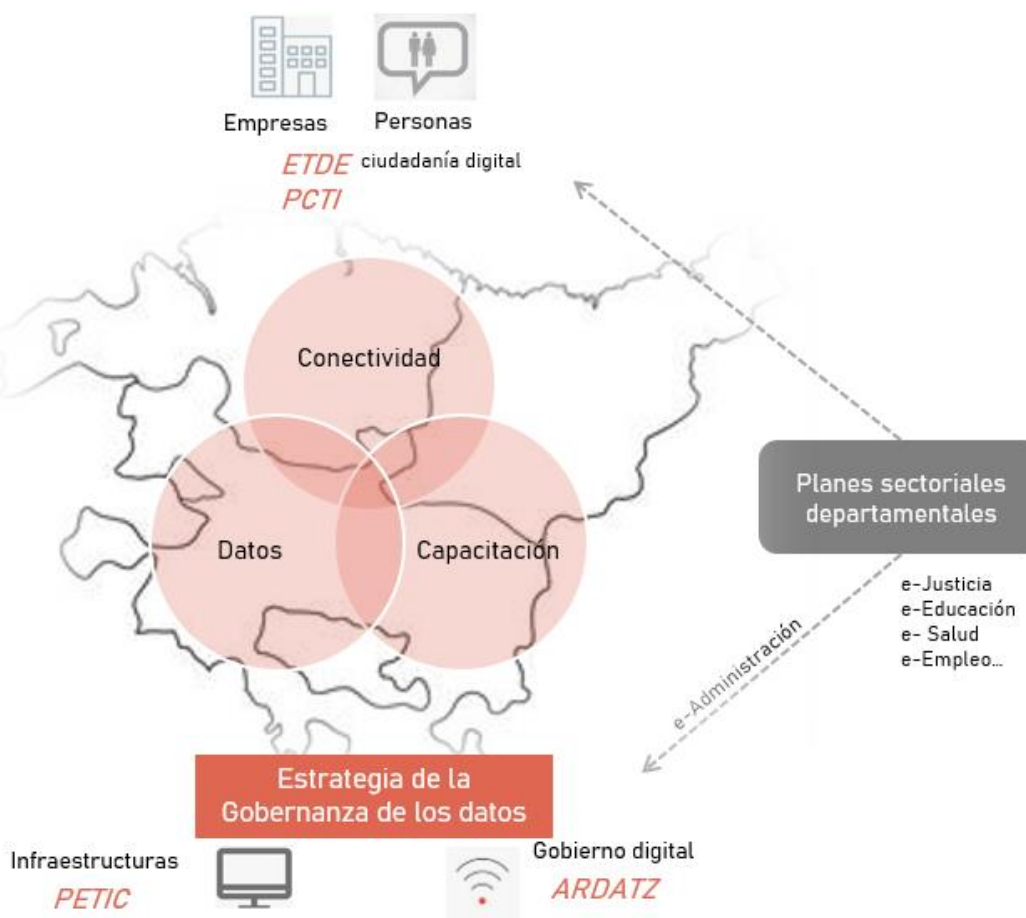 Empresas
Personas
ETDE
ciudadanía digital
PCTI
Conectividad
Datos
Capacitación
Planes sectoriales
departamentales
e-Justicia
e-Educación
e- Salud
e-Empleo...
e-Administración
Estrategia de la
Gobernanza de los datos
Infraestructuras
PETIC
Gobierno digital
ARDATZ